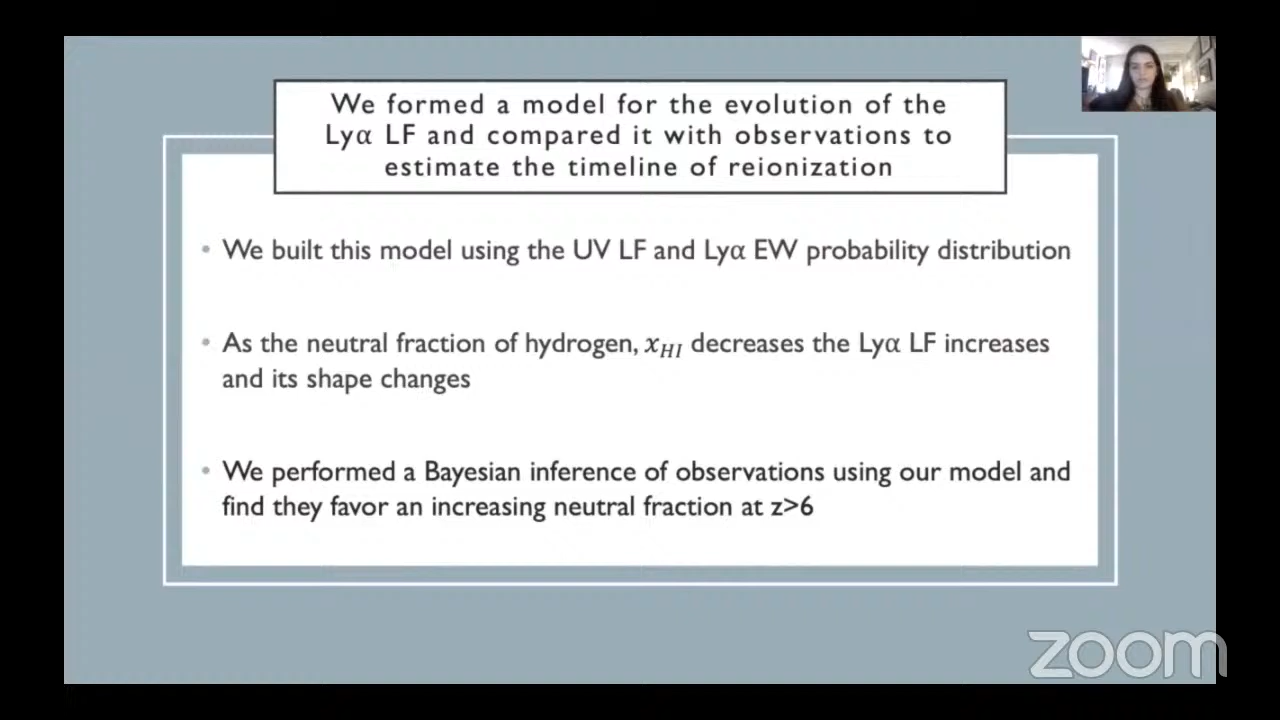 We formed a model for the evolution of the
Lyα LF and compared it with observations to
estimate the timeline of reionization
• We built this model using the UV LF and Lyα EW probability distribution
• As the neutral fraction of hydrogen, x_HI decreases the Lyα LF increases
and its shape changes
• We performed a Bayesian inference of observations using our model and
find they favor an increasing neutral fraction at z>6
zoom